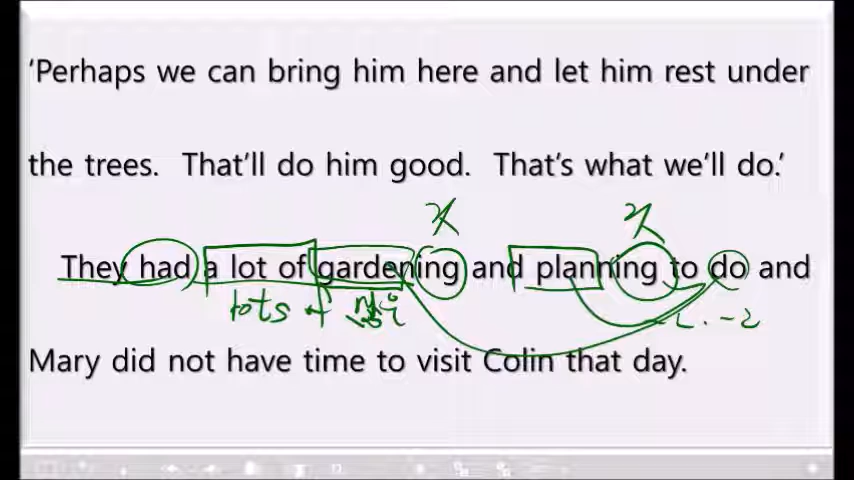 'Perhaps we can bring him here and let him rest under
the trees. That'll do him good. That's what we'll do.'
They had a lot of gardening and planning to do and
lots of
Mary did not have time to visit Colin that day.